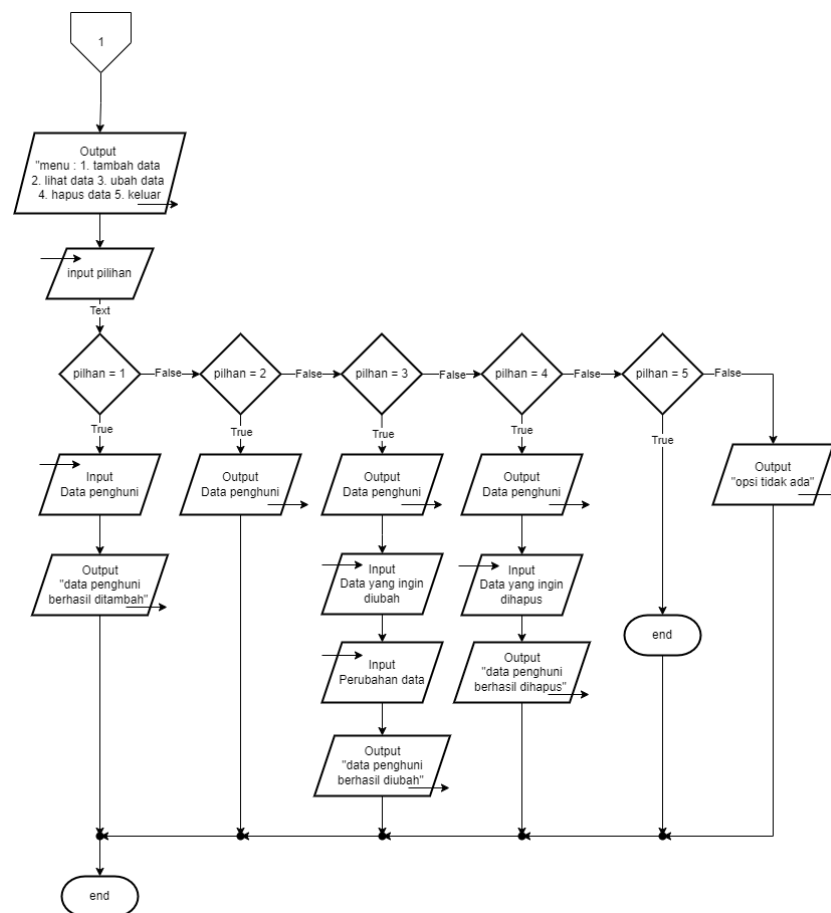 1
Output
"menu : 1. tambah data
2. lihat data 3. ubah data
4. hapus data 5. keluar
input pilihan
Text
pilhan = 1
False
pilhan = 2
False
pilhan = 3
False
pilhan = 4
False
pilhan = 5
False
True
True
True
True
True
Input
Data penghuni
Output
"data penghuni
berhasil ditambah"
Output
Data penghuni
Output
Data penghuni
Input
Data yang ingin
diubah
Input
Perubahan data
Output
"data penghuni
berhasil diubah"
Output
Data penghuni
Input
Data yang ingin
dihapus
Output
"data penghuni
berhasil dihapus"
end
Output
"opsi tidak ada"
end